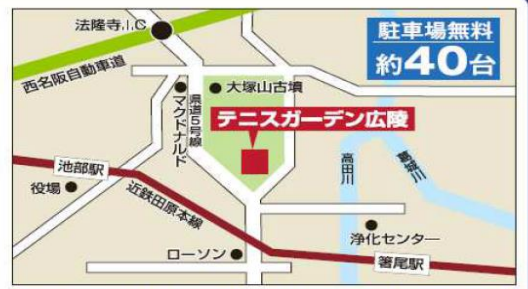 法隆寺.I.C
駐車場無料
約40台
西名阪自動車道
大塚山古墳
マクドナルド
県道5号線
テニスガーデン広陵
池部駅
役場
近鉄田原本線
高田川
葛城川
浄化センター
ローソン
箸尾駅